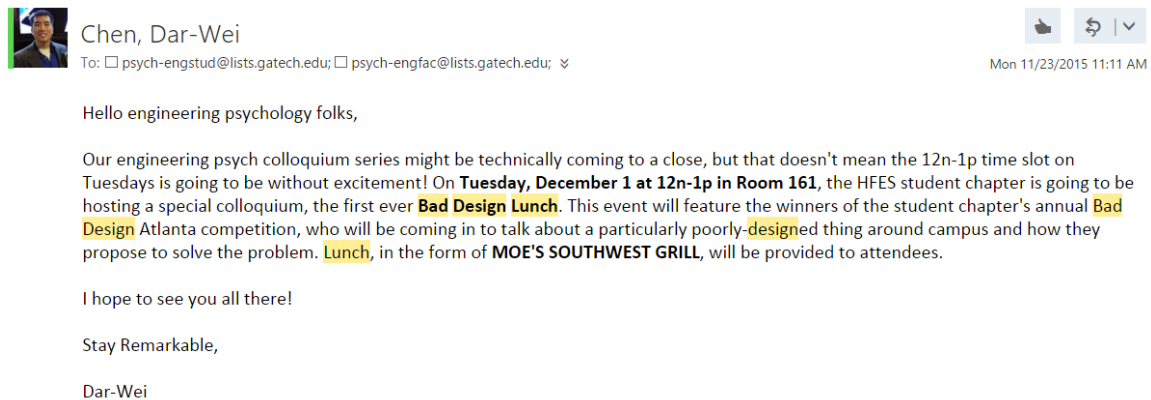 Chen, Dar-Wei
To: psych-engstud@lists.gatech.edu; psych-engfac@lists.gatech.edu;
Mon 11/23/2015 11:11 AM
Hello engineering psychology folks,
Our engineering psych colloquium series might be technically coming to a close, but that doesn't mean the 12n-1p time slot on
Tuesdays is going to be without excitement! On Tuesday, December 1 at 12n-1p in Room 161, the HFES student chapter is going to be
hosting a special colloquium, the first ever Bad Design Lunch. This event will feature the winners of the student chapter's annual Bad
Design Atlanta competition, who will be coming in to talk about a particularly poorly-designed thing around campus and how they
propose to solve the problem. Lunch, in the form of MOE'S SOUTHWEST GRILL, will be provided to attendees.
I hope to see you all there!
Stay Remarkable,
Dar-Wei